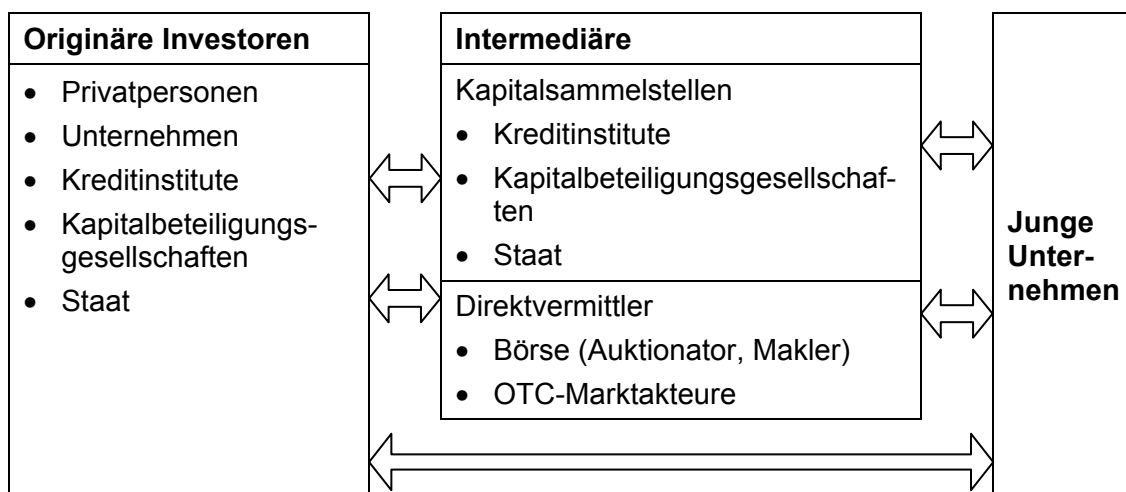 Originäre Investoren
• Privatpersonen
• Unternehmen
• Kreditinstitute
• Kapitalbeteiligungs-
gesellschaften
• Staat
Intermediäre
Kapitalsammelstellen
• Kreditinstitute
• Kapitalbeteiligungsgesellschaf-
ten
• Staat
Direktvermittler
• Börse (Auktionator, Makler)
• OTC-Marktakteure
Junge
Unter-
nehmen